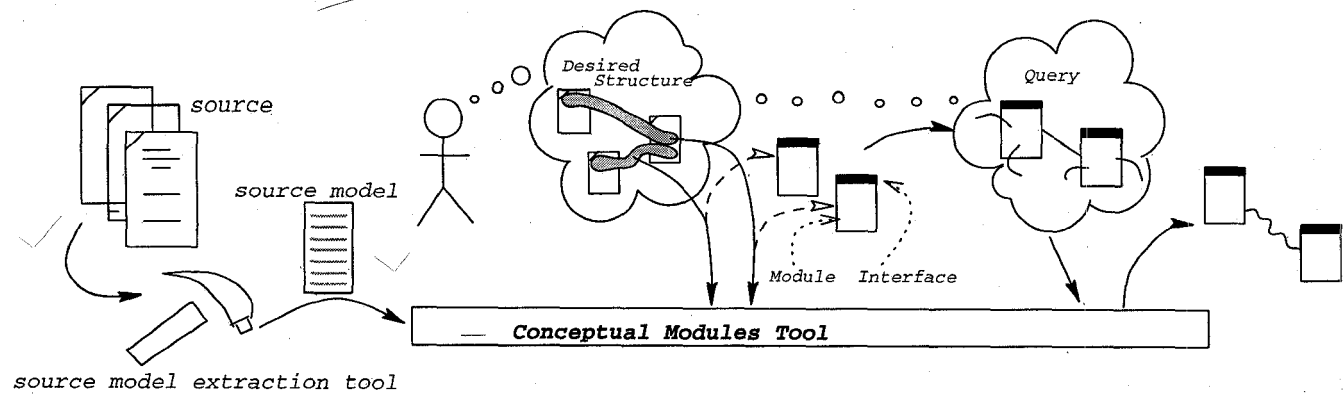 source
source model
source model extraction tool
Desired
Structure
Query
Module Interface
Conceptual Modules Tool